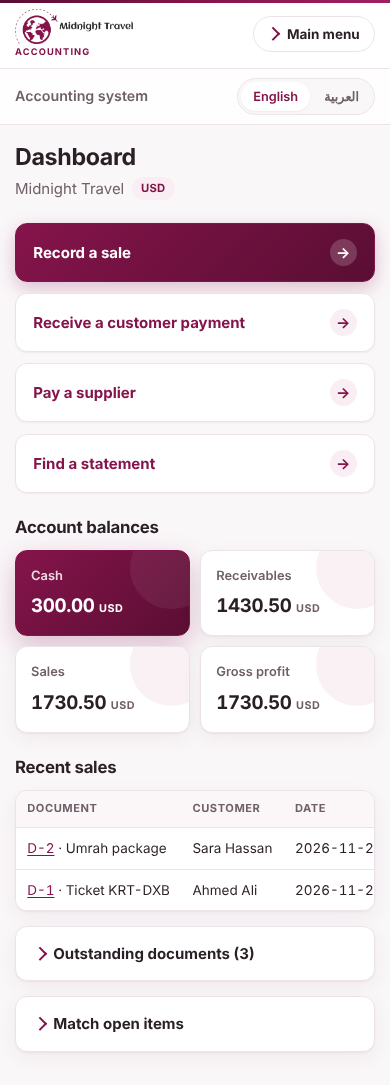 Midnight Travel
ACCOUNTING
Main menu
Accounting system
English العربية
Dashboard
Midnight Travel USD
Record a sale
Receive a customer payment
Pay a supplier
Find a statement
Account balances
Cash
300.00 USD
Receivables
1430.50 USD
Sales
1730.50 USD
Gross profit
1730.50 USD
Recent sales
DOCUMENT CUSTOMER DATE
D-2 · Umrah package Sara Hassan 2026-11-2
D-1 · Ticket KRT-DXB Ahmed Ali 2026-11-2
Outstanding documents (3)
Match open items